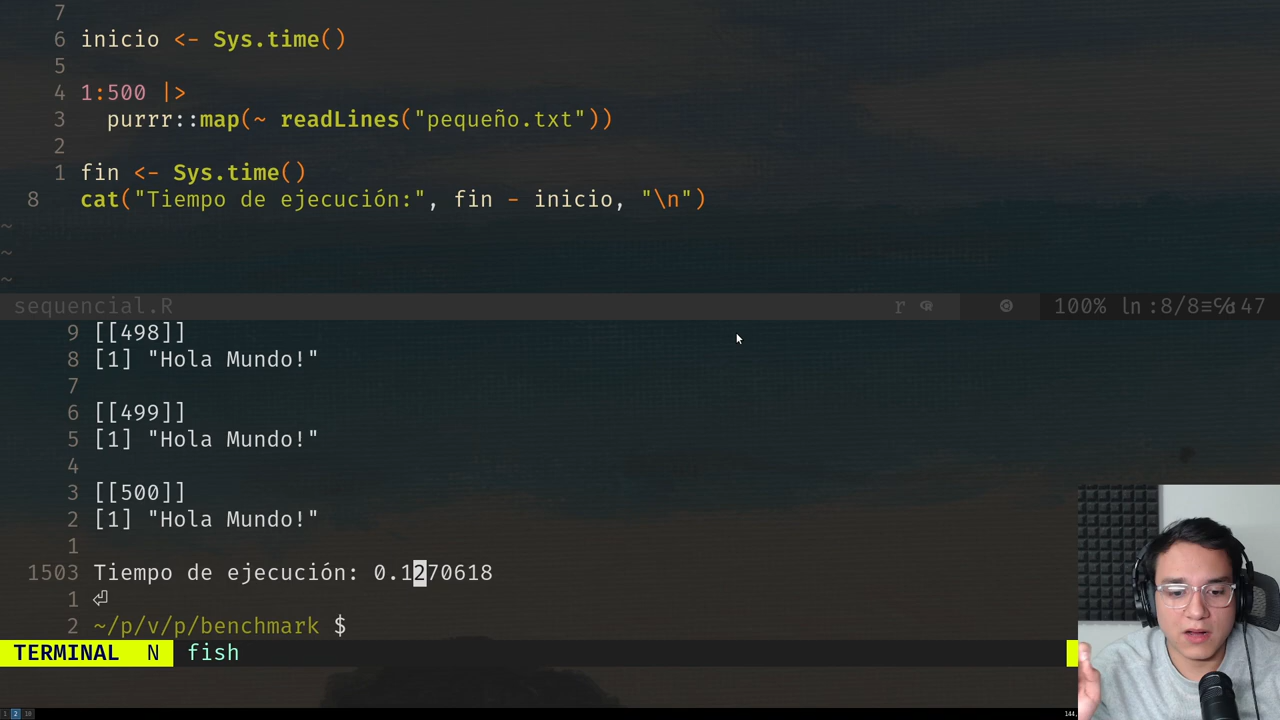 7
6 inicio <- Sys.time()
5
4 1:500 |>
3   purrr::map(~ readLines("pequeño.txt"))
2
1 fin <- Sys.time()
8 cat("Tiempo de ejecución:", fin - inicio, "\n")
~
~
~
sequencial.R r 100% ln :8/8
9 [[498]]
8 [1] "Hola Mundo!"
7
6 [[499]]
5 [1] "Hola Mundo!"
4
3 [[500]]
2 [1] "Hola Mundo!"
1
1503 Tiempo de ejecución: 0.1270618
1 ⏎
2 ~/p/v/p/benchmark $
TERMINAL N fish
1 2 10